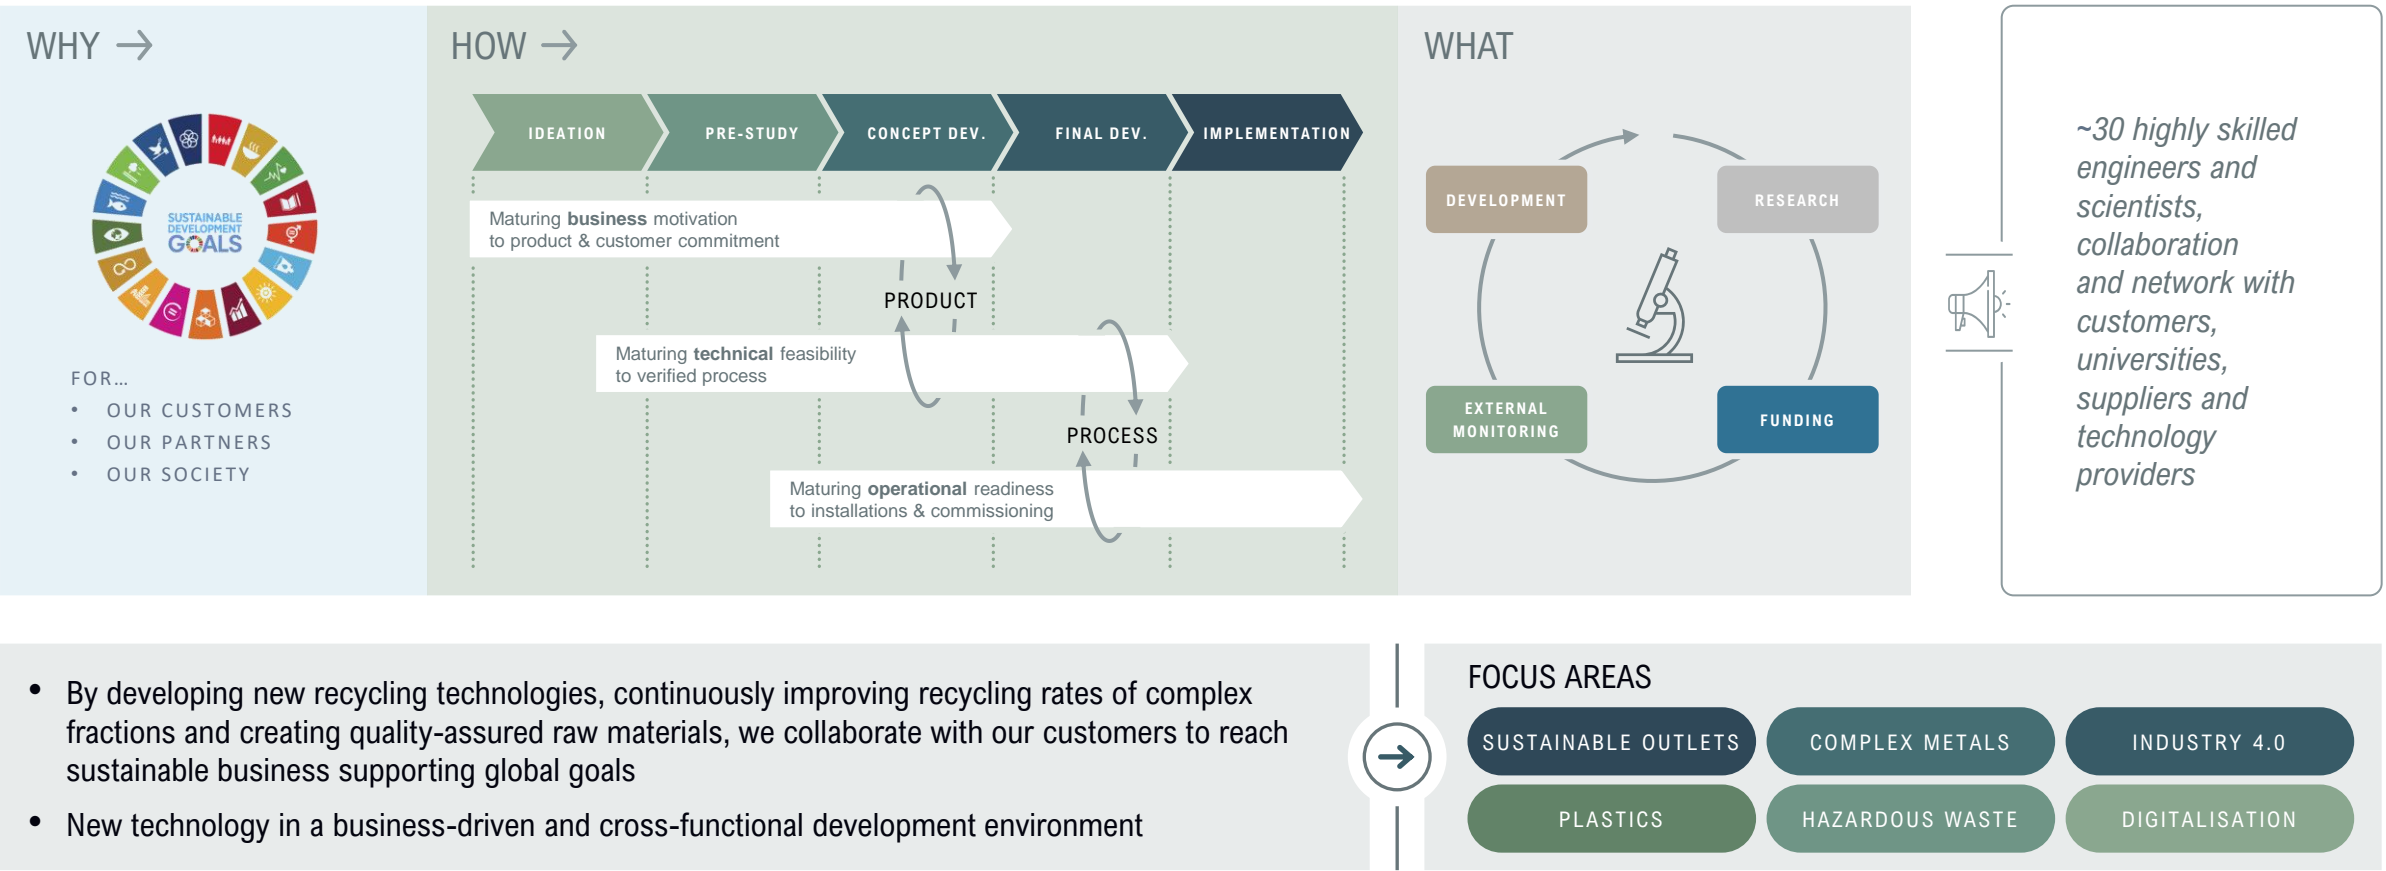 WHY
SUSTAINABLE
DEVELOPMENT
GOALS
FOR...
• OUR CUSTOMERS
• OUR PARTNERS
• OUR SOCIETY
HOW
IDEATION
PRE-STUDY
CONCEPT DEV.
FINAL DEV.
IMPLEMENTATION
Maturing business motivation
to product & customer commitment
PRODUCT
Maturing technical feasibility
to verified process
PROCESS
Maturing operational readiness
to installations & commissioning
WHAT
DEVELOPMENT
RESEARCH
EXTERNAL
MONITORING
FUNDING
~30 highly skilled
engineers and
scientists,
collaboration
and network with
customers,
universities,
suppliers and
technology
providers
• By developing new recycling technologies, continuously improving recycling rates of complex
fractions and creating quality-assured raw materials, we collaborate with our customers to reach
sustainable business supporting global goals
• New technology in a business-driven and cross-functional development environment
FOCUS AREAS
SUSTAINABLE OUTLETS
COMPLEX METALS
INDUSTRY 4.0
PLASTICS
HAZARDOUS WASTE
DIGITALISATION